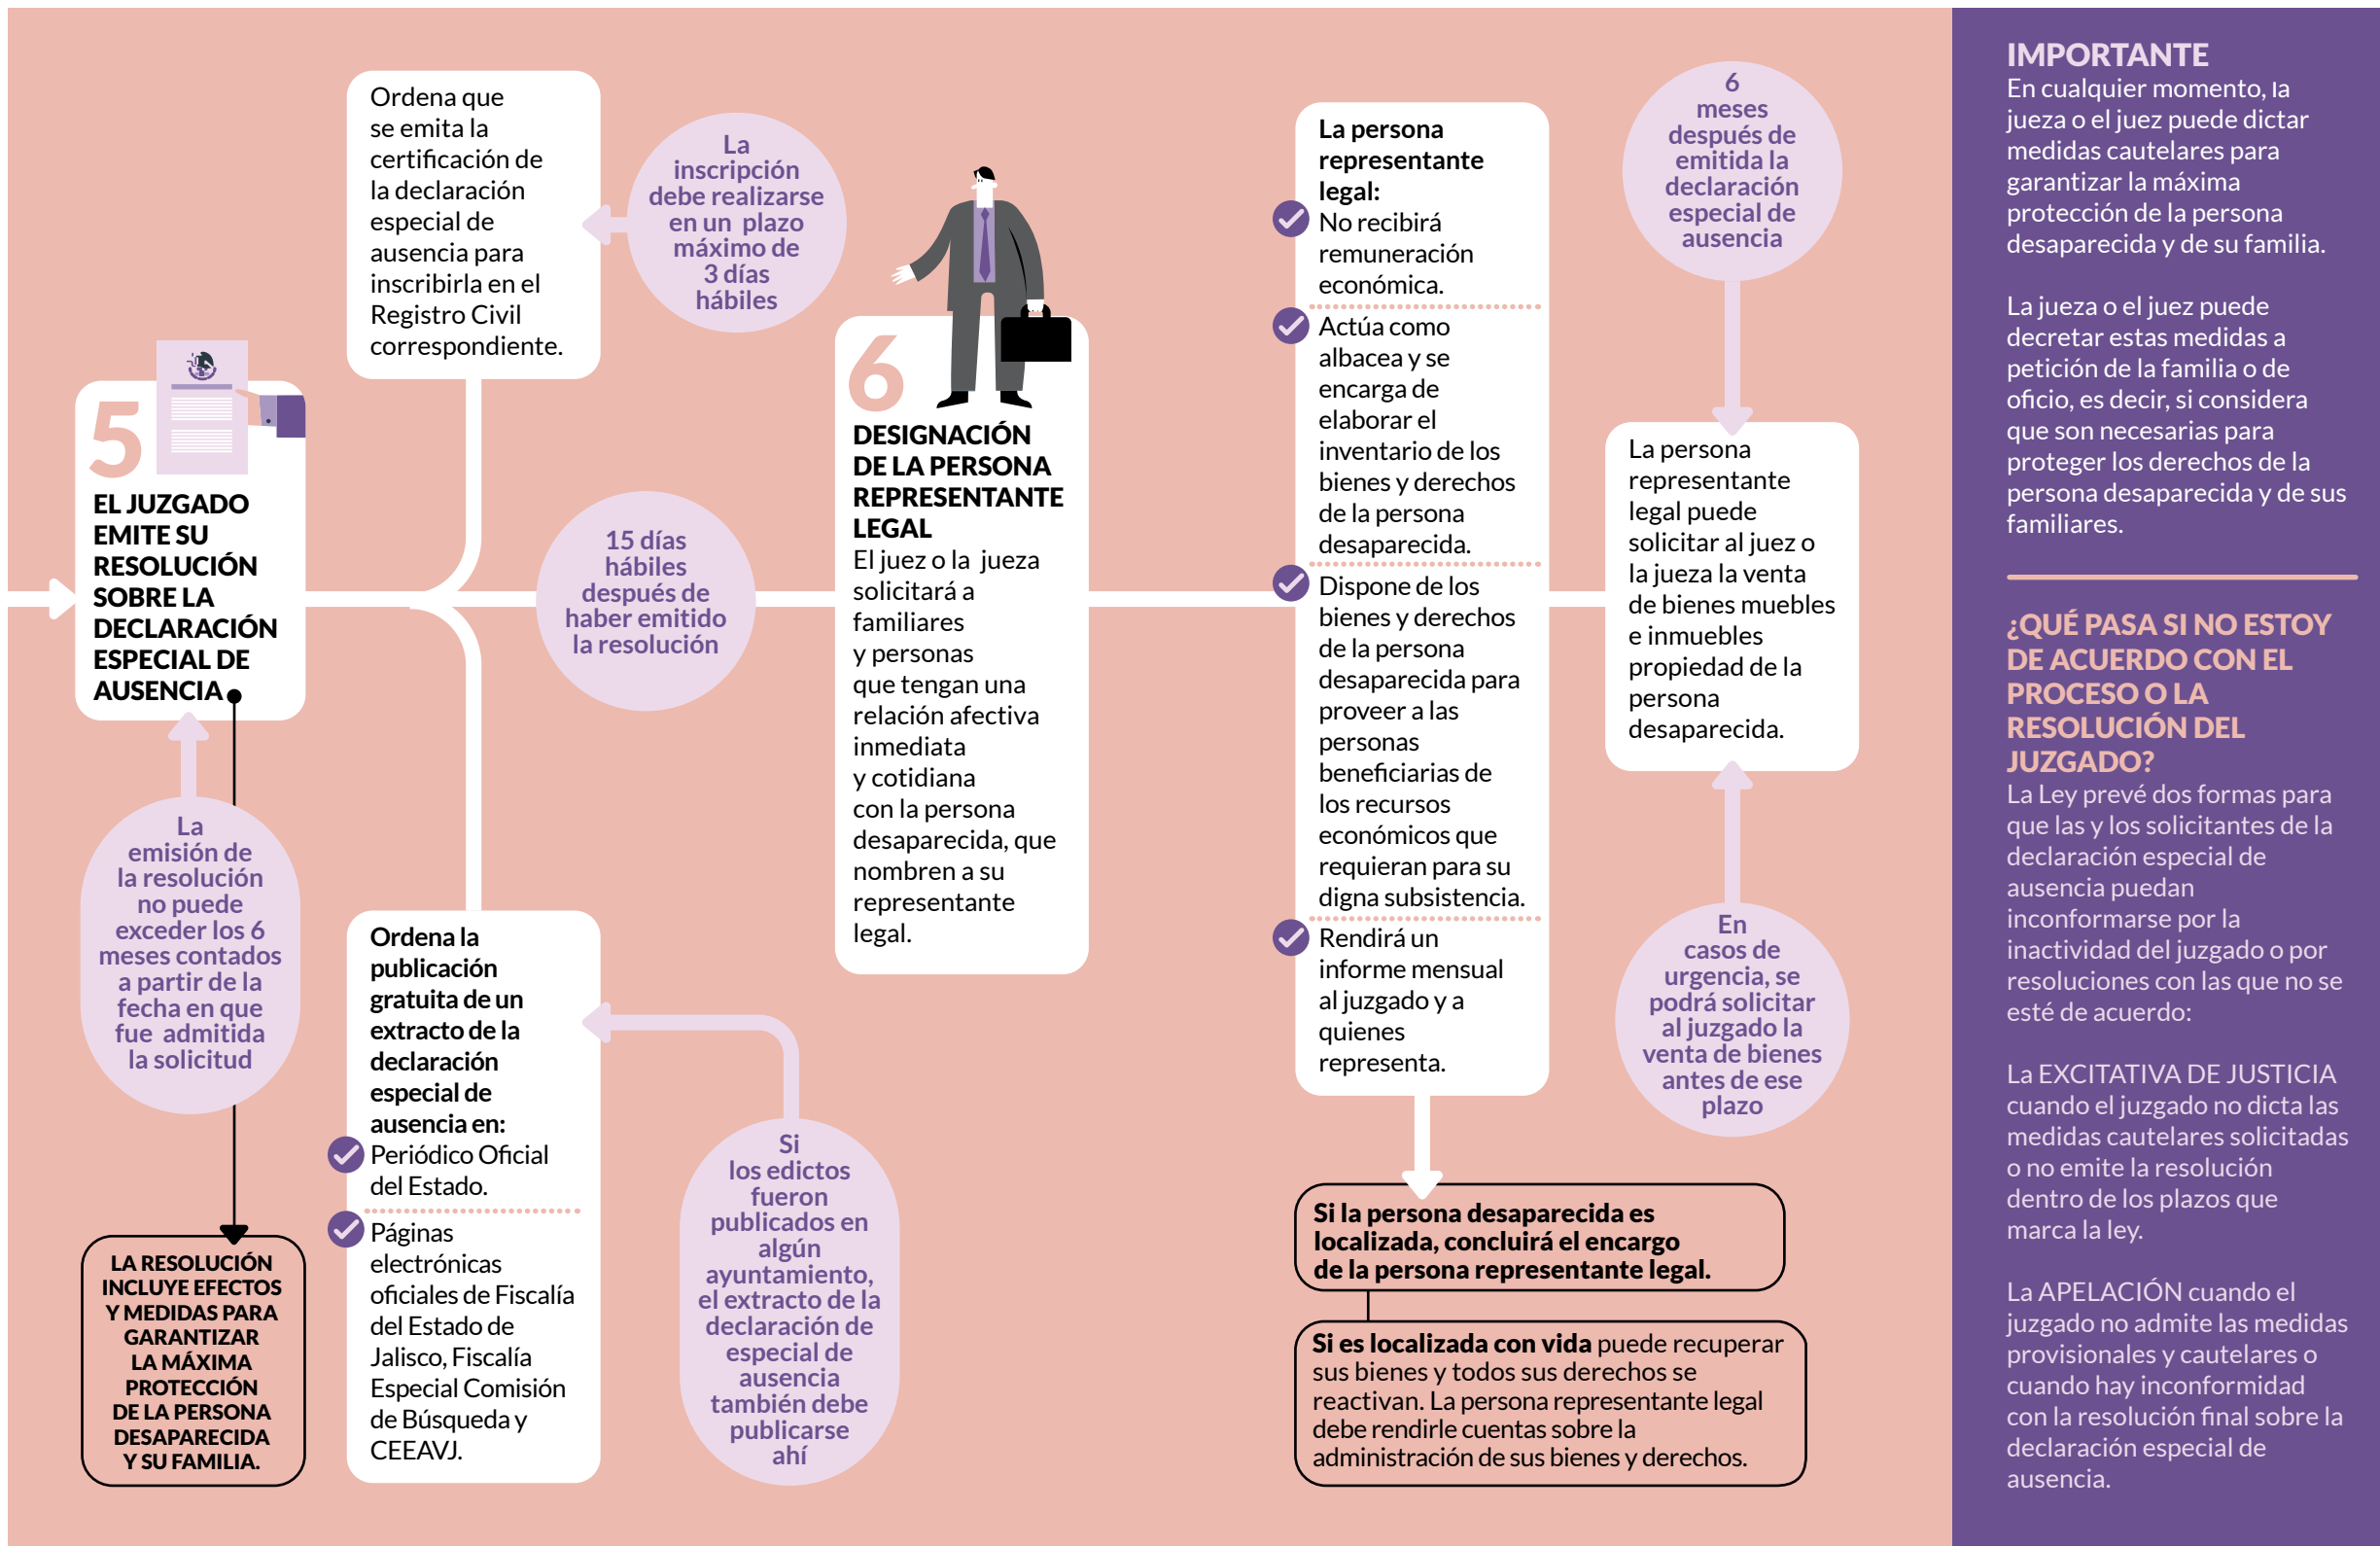 5
EL JUZGADO
EMITE SU
RESOLUCIÓN
SOBRE LA
DECLARACIÓN
ESPECIAL DE
AUSENCIA
La
emisión de
la resolución
no puede
exceder los 6
meses contados
a partir de la
fecha en que
fue admitida
la solicitud
LA RESOLUCIÓN
INCLUYE EFECTOS
Y MEDIDAS PARA
GARANTIZAR
LA MÁXIMA
PROTECCIÓN
DE LA PERSONA
DESAPARECIDA
Y SU FAMILIA.
Ordena que
se emita la
certificación de
la declaración
especial de
ausencia para
inscribirla en el
Registro Civil
correspondiente.
La
inscripción
debe realizarse
en un plazo
máximo de
3 días
hábiles
15 días
hábiles
después de
haber emitido
la resolución
Ordena la
publicación
gratuita de un
extracto de la
declaración
especial de
ausencia en:
Periódico Oficial
del Estado.
Páginas
electrónicas
oficiales de Fiscalía
del Estado de
Jalisco, Fiscalía
Especial Comisión
de Búsqueda y
CEEAVJ.
Si
los edictos
fueron
publicados en
algún
ayuntamiento,
el extracto de la
declaración de
especial de
ausencia
también debe
publicarse
ahí
6
DESIGNACIÓN
DE LA PERSONA
REPRESENTANTE
LEGAL
El juez o la jueza
solicitará a
familiares
y personas
que tengan una
relación afectiva
inmediata
y cotidiana
con la persona
desaparecida, que
nombren a su
representante
legal.
La persona
representante
legal:
No recibirá
remuneración
económica.
Actúa como
albacea y se
encarga de
elaborar el
inventario de los
bienes y derechos
de la persona
desaparecida.
Dispone de los
bienes y derechos
de la persona
desaparecida para
proveer a las
personas
beneficiarias de
los recursos
económicos que
requieran para su
digna subsistencia.
Rendirá un
informe mensual
al juzgado y a
quienes
representa.
6
meses
después de
emitida la
declaración
especial de
ausencia
La persona
representante
legal puede
solicitar al juez o
la jueza la venta
de bienes muebles
e inmuebles
propiedad de la
persona
desaparecida.
En
casos de
urgencia, se
podrá solicitar
al juzgado la
venta de bienes
antes de ese
plazo
Si la persona desaparecida es
localizada, concluirá el encargo
de la persona representante legal.
Si es localizada con vida puede recuperar
sus bienes y todos sus derechos se
reactivan. La persona representante legal
debe rendirle cuentas sobre la
administración de sus bienes y derechos.
IMPORTANTE
En cualquier momento, la
jueza o el juez puede dictar
medidas cautelares para
garantizar la máxima
protección de la persona
desaparecida y de su familia.
La jueza o el juez puede
decretar estas medidas a
petición de la familia o de
oficio, es decir, si considera
que son necesarias para
proteger los derechos de la
persona desaparecida y de sus
familiares.
¿QUÉ PASA SI NO ESTOY
DE ACUERDO CON EL
PROCESO O LA
RESOLUCIÓN DEL
JUZGADO?
La Ley prevé dos formas para
que las y los solicitantes de la
declaración especial de
ausencia puedan
inconformarse por la
inactividad del juzgado o por
resoluciones con las que no se
esté de acuerdo:
La EXCITATIVA DE JUSTICIA
cuando el juzgado no dicta las
medidas cautelares solicitadas
o no emite la resolución
dentro de los plazos que
marca la ley.
La APELACIÓN cuando el
juzgado no admite las medidas
provisionales y cautelares o
cuando hay inconformidad
con la resolución final sobre la
declaración especial de
ausencia.